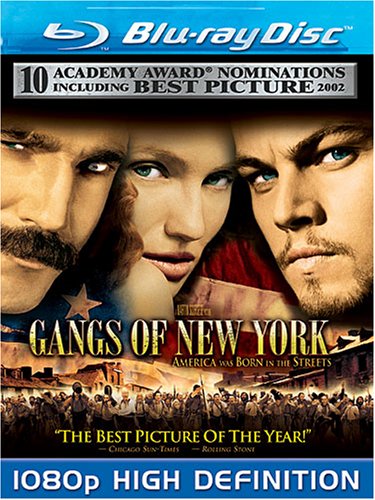 Blu-ray Disc™
10 ACADEMY AWARD® NOMINATIONS
INCLUDING BEST PICTURE 2002
GANGS OF NEW YORK
AMERICA WAS BORN IN THE STREETS
"THE BEST PICTURE OF THE YEAR!"
— CHICAGO SUN-TIMES — ROLLING STONE
1080p HIGH DEFINITION